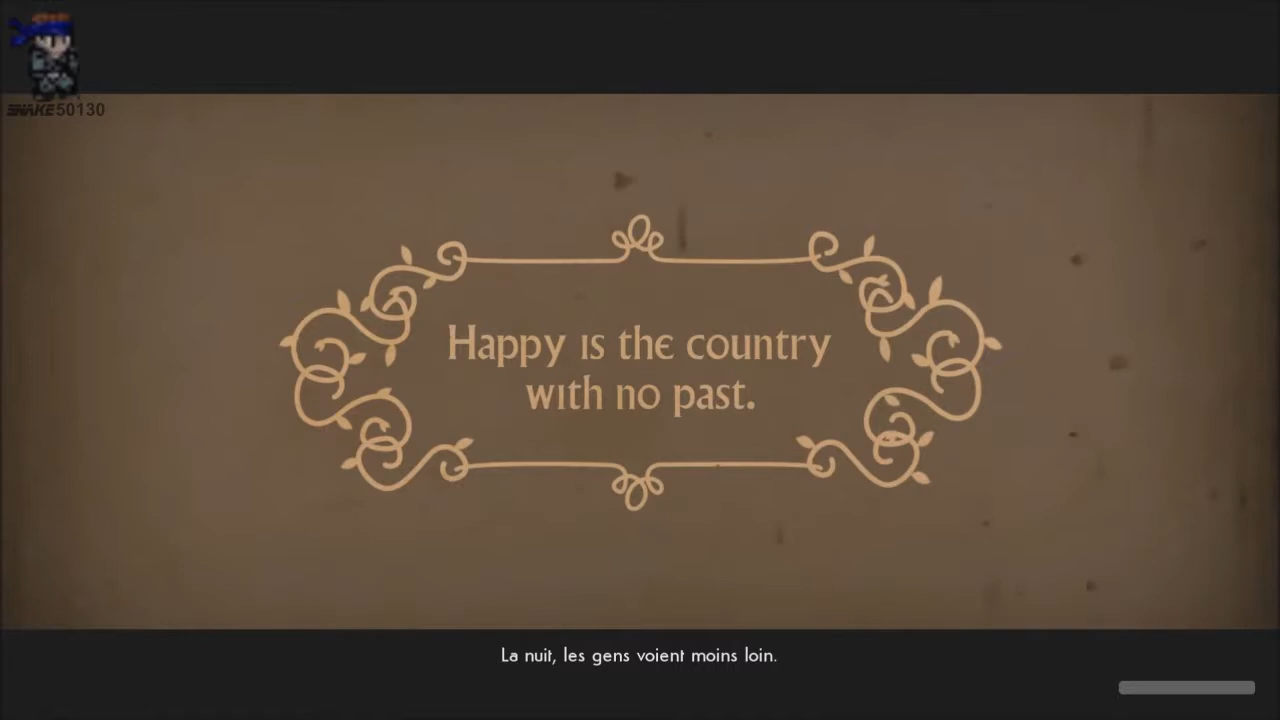 SNAKE50130
Happy is the country
with no past.
La nuit, les gens voient moins loin.